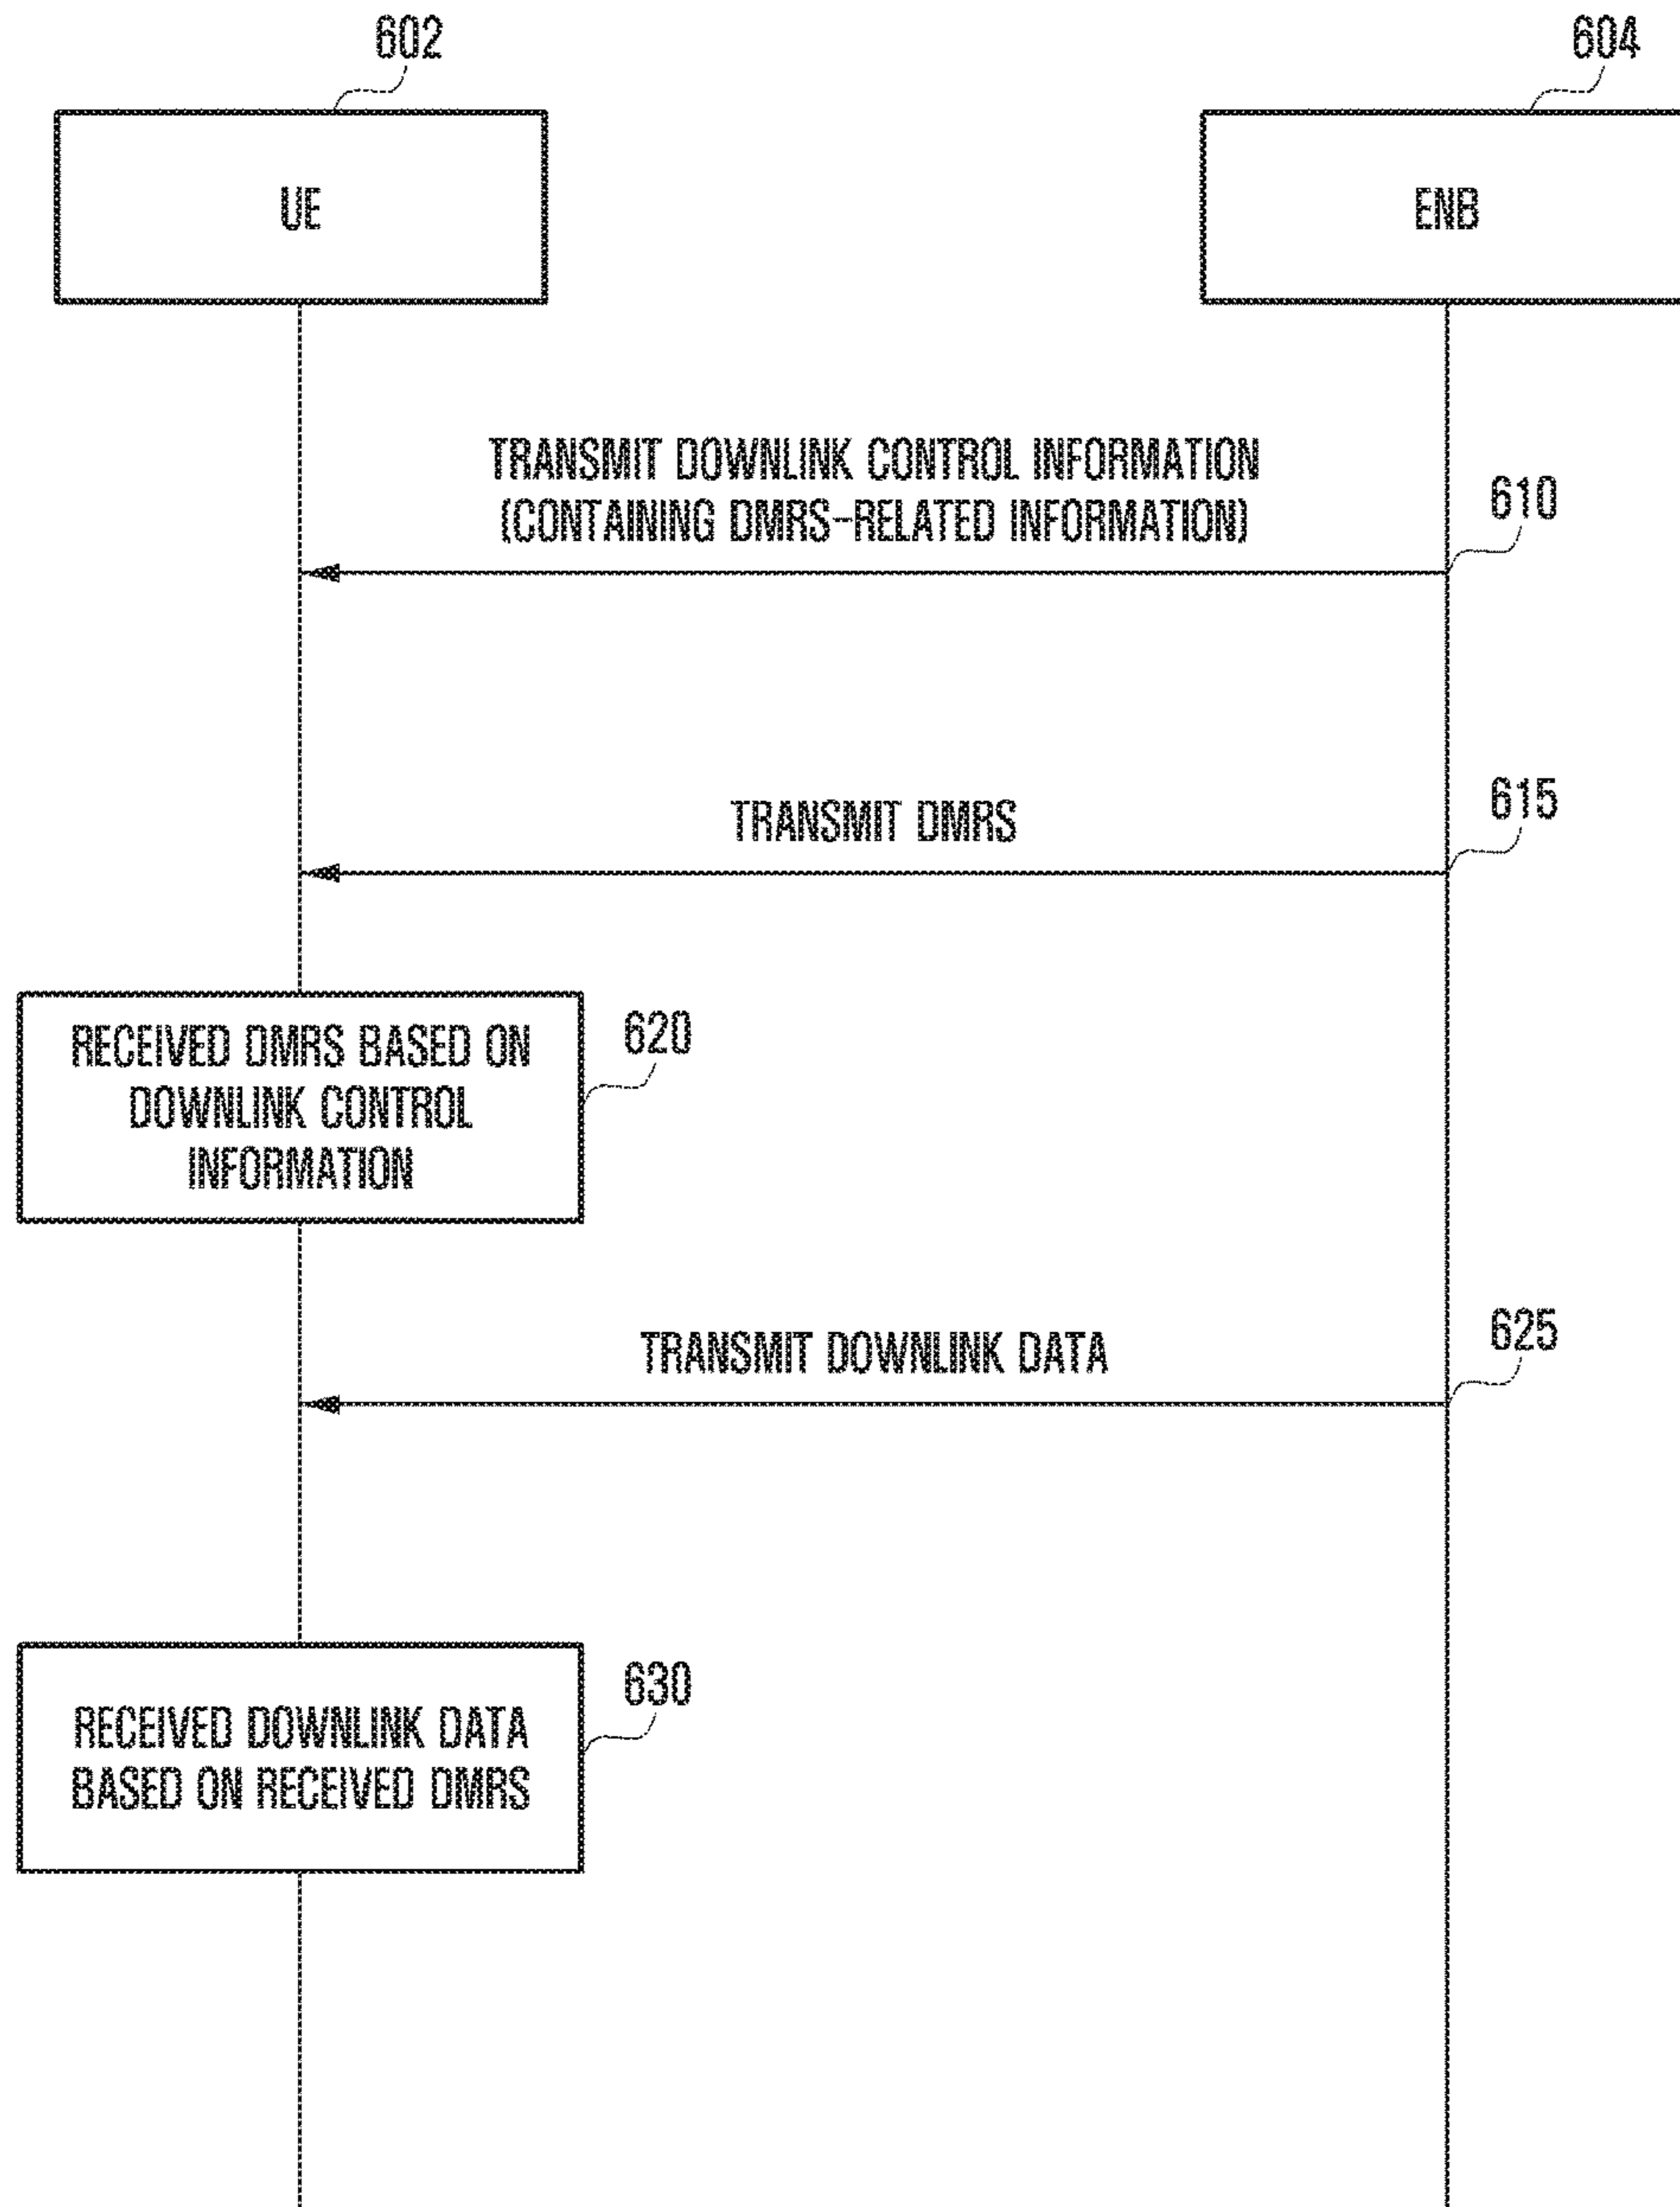 602
604
UE
ENB
TRANSMIT DOWNLINK CONTROL INFORMATION
(CONTAINING DMRS-RELATED INFORMATION)
610
TRANSMIT DMRS
615
RECEIVED DMRS BASED ON
DOWNLINK CONTROL
INFORMATION
620
TRANSMIT DOWNLINK DATA
625
RECEIVED DOWNLINK DATA
BASED ON RECEIVED DMRS
630